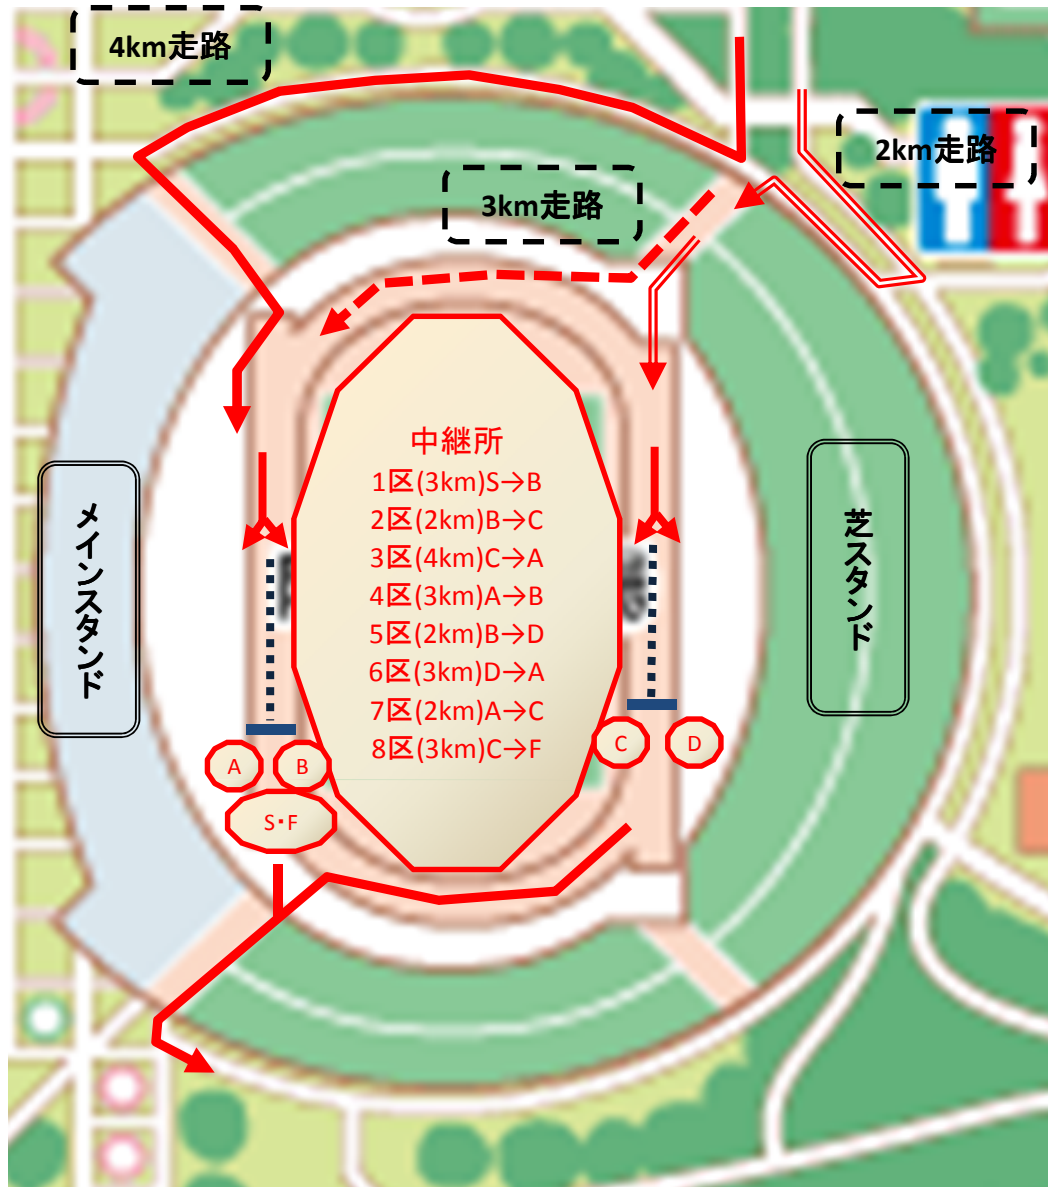 4km走路
2km走路
3km走路
中継所
1区(3km)S→B
2区(2km)B→C
3区(4km)C→A
4区(3km)A→B
5区(2km)B→D
6区(3km)D→A
7区(2km)A→C
8区(3km)C→F
メインスタンド
芝スタンド
A
B
C
D
S・F